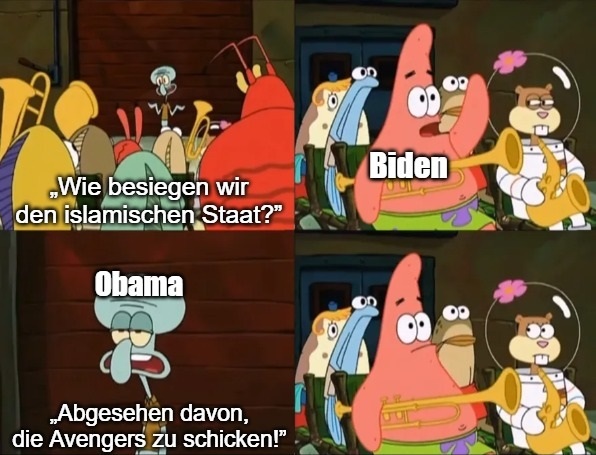 „Wie besiegen wir
den islamischen Staat?”
Biden
Obama
„Abgesehen davon,
die Avengers zu schicken!”